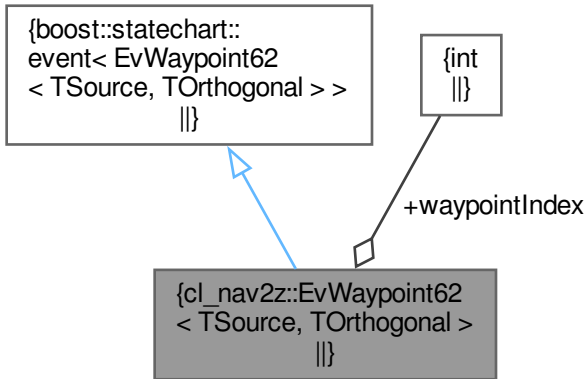 {boost::statechart::
event< EvWaypoint62
< TSource, TOrthogonal > >
||}
{int
||}
+waypointIndex
{cl_nav2z::EvWaypoint62
< TSource, TOrthogonal >
||}